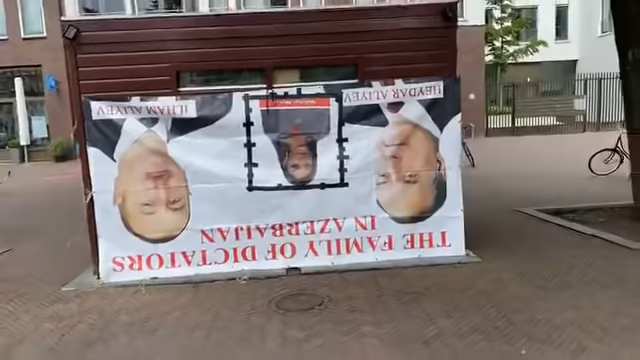 THE FAMILY OF DICTATORS
IN AZERBAIJAN
HEYDAR ALIYEV
ILHAM ALIYEV